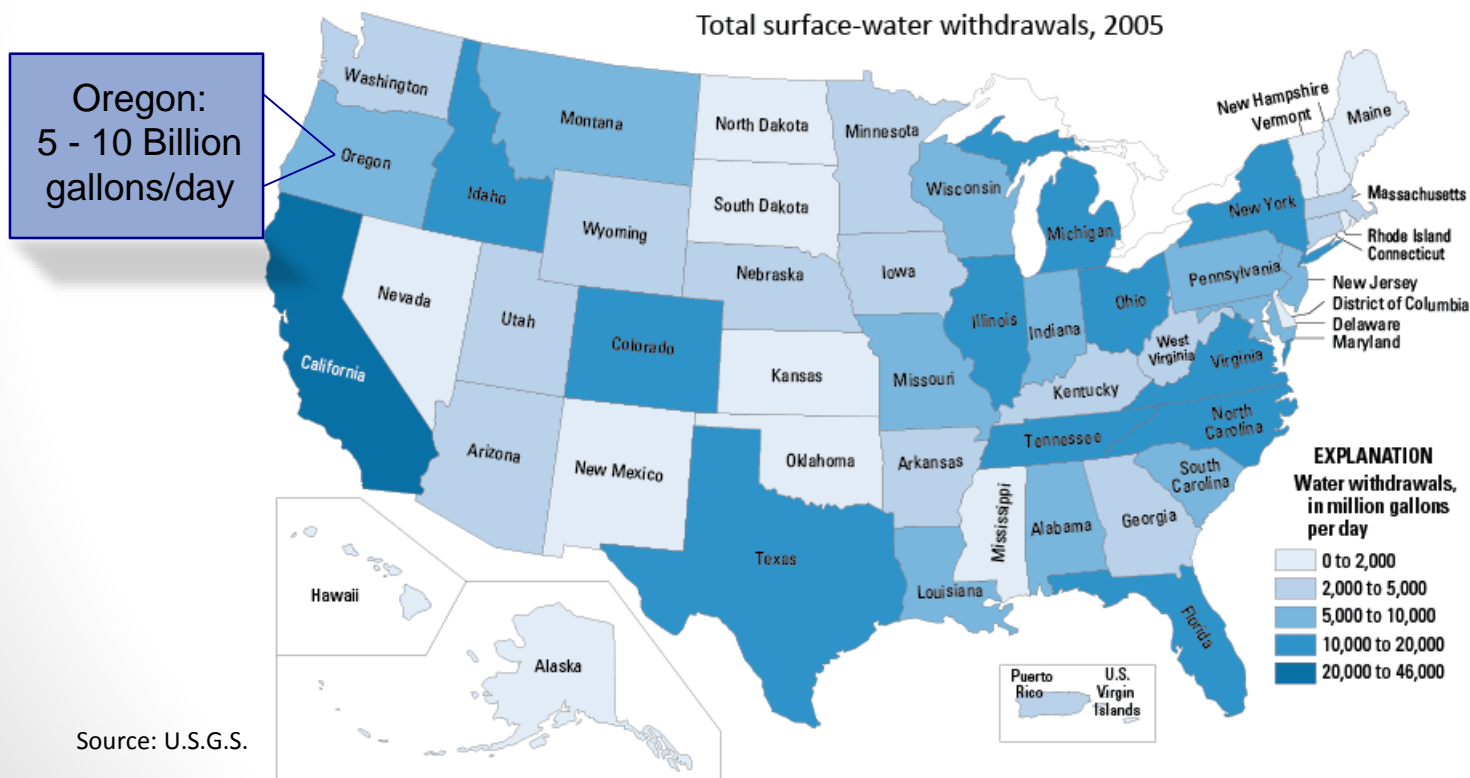 Total surface-water withdrawals, 2005
Oregon:
5 - 10 Billion
gallons/day
Washington
Oregon
Idaho
Montana
North Dakota
Minnesota
South Dakota
Wyoming
Nebraska
Iowa
Wisconsin
Michigan
New York
New Hampshire
Vermont
Maine
Massachusetts
Rhode Island
Connecticut
Pennsylvania
New Jersey
District of Columbia
Delaware
Maryland
Nevada
Utah
Colorado
California
Kansas
Missouri
Illinois
Indiana
Ohio
West
Virginia
Virginia
Kentucky
Arizona
New Mexico
Oklahoma
Arkansas
Tennessee
North
Carolina
South
Carolina
Texas
Louisiana
Mississippi
Alabama
Georgia
Florida
Hawaii
Alaska
Puerto
Rico
U.S.
Virgin
Islands
EXPLANATION
Water withdrawals,
in million gallons
per day
0 to 2,000
2,000 to 5,000
5,000 to 10,000
10,000 to 20,000
20,000 to 46,000
Source: U.S.G.S.